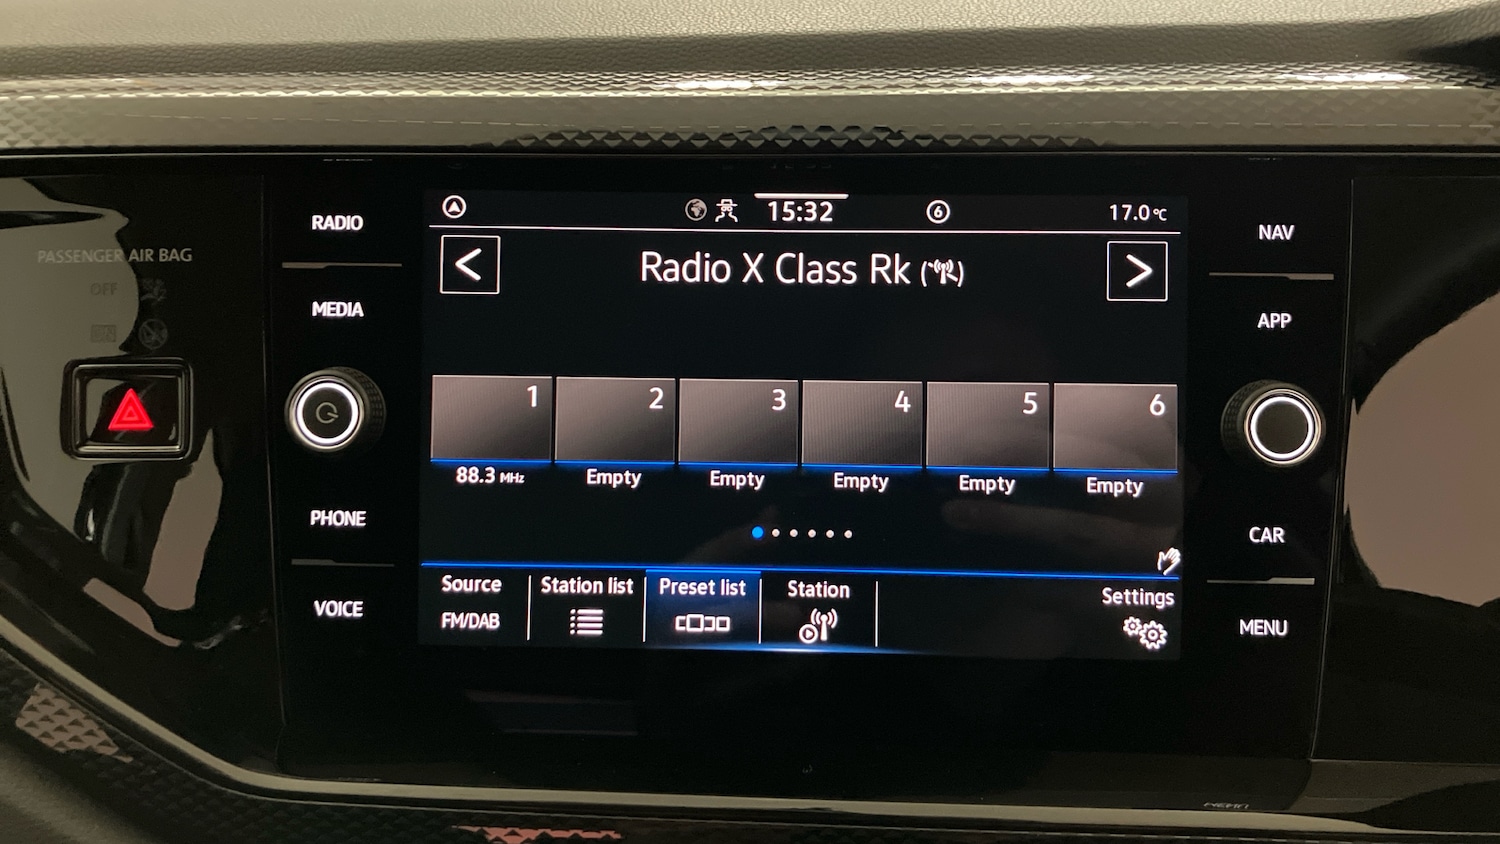 PASSENGER AIR BAG
OFF
RADIO
MEDIA
PHONE
VOICE
15:32
6
17.0°C
<
Radio X Class Rk
>
1
2
3
4
5
6
88.3 MHz
Empty
Empty
Empty
Empty
Empty
Source
FM/DAB
Station list
Preset list
Station
Settings
NAV
APP
CAR
MENU